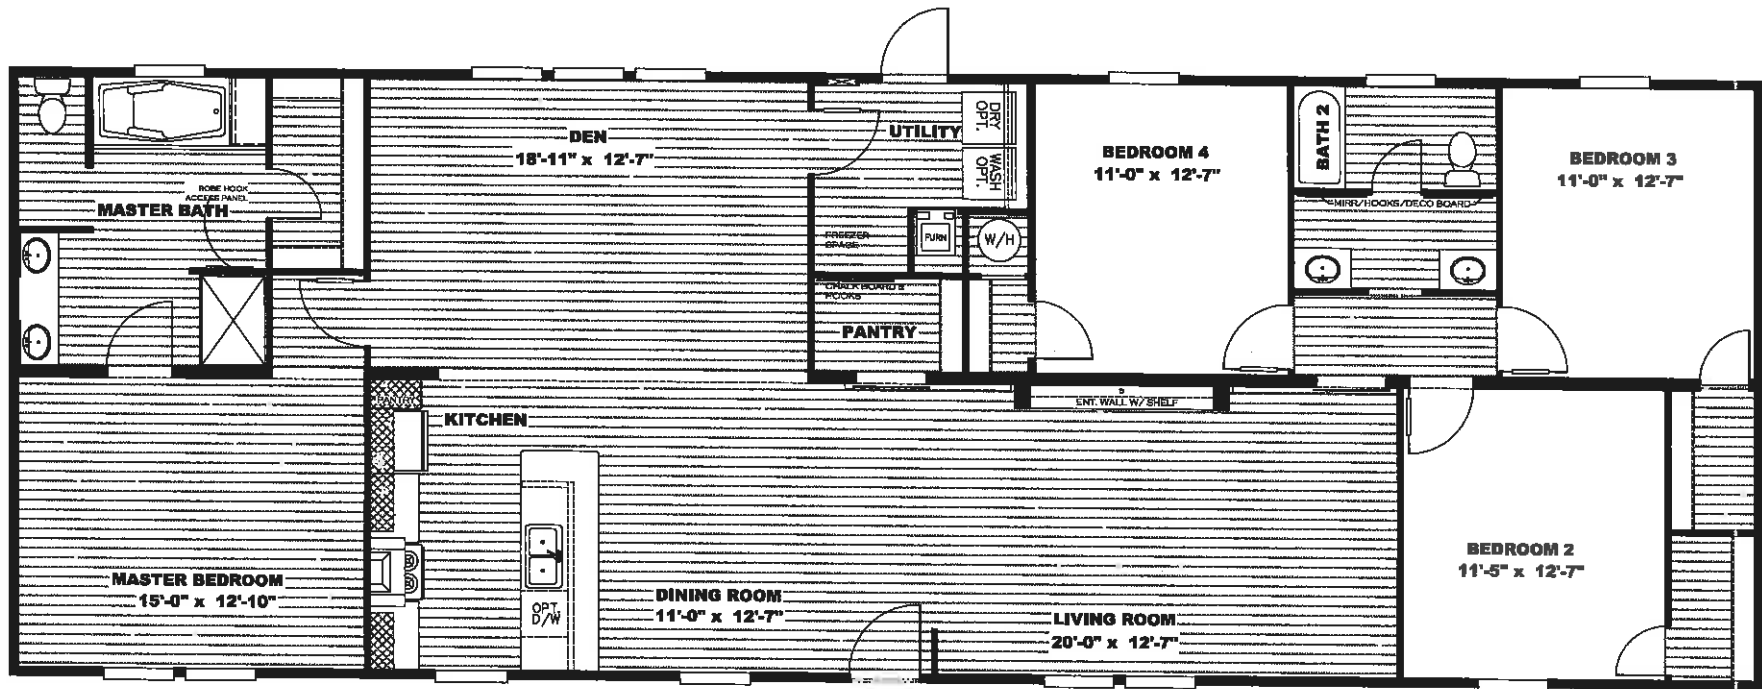 DEN
18'-11" x 12'-7"
UTILITY
DRY
OPT.
WASH
OPT.
BEDROOM 4
11'-0" x 12'-7"
BATH 2
BEDROOM 3
11'-0" x 12'-7"
ROBE HOOK
ACCESS PANEL
MASTER BATH
MIRR/HOOKS/DECO BOARD
FREEZER
SPACE
FURN
W/H
CHALK BOARD &
HOOKS
PANTRY
PANTRY
KITCHEN
ENT. WALL W/ SHELF
MASTER BEDROOM
15'-0" x 12'-10"
OPT.
D/W
DINING ROOM
11'-0" x 12'-7"
LIVING ROOM
20'-0" x 12'-7"
BEDROOM 2
11'-5" x 12'-7"